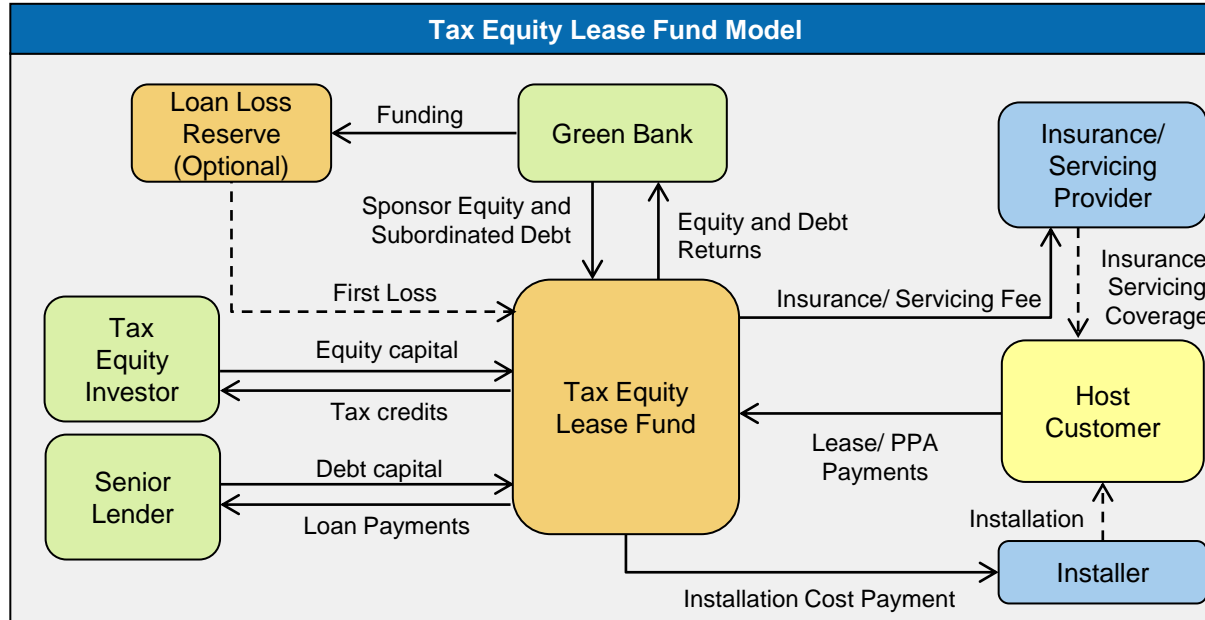 Tax Equity Lease Fund Model
Loan Loss
Reserve
(Optional)
Funding
Green Bank
Insurance/
Servicing
Provider
Sponsor Equity and
Subordinated Debt
Equity and Debt
Returns
Insurance/
Servicing
Coverage
First Loss
Insurance/ Servicing Fee
Tax
Equity
Investor
Equity capital
Tax credits
Tax Equity
Lease Fund
Host
Customer
Lease/ PPA
Payments
Senior
Lender
Debt capital
Loan Payments
Installation
Installation Cost Payment
Installer